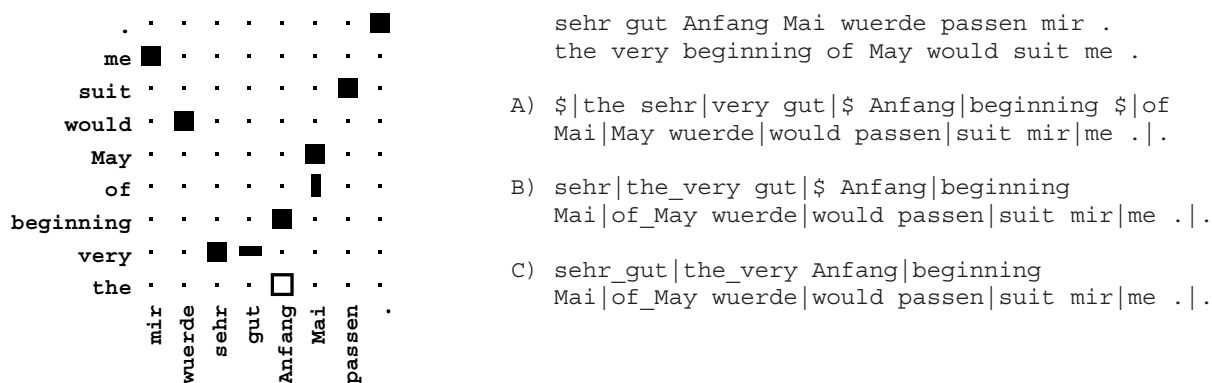 .
me
suit
would
May
of
beginning
very
the
mir
wuerde
sehr
gut
Anfang
Mai
passen
.
sehr gut Anfang Mai wuerde passen mir .
the very beginning of May would suit me .
A) $|the sehr|very gut|$ Anfang|beginning $|of
Mai|May wuerde|would passen|suit mir|me .|.
B) sehr|the_very gut|$ Anfang|beginning
Mai|of_May wuerde|would passen|suit mir|me .|.
C) sehr_gut|the_very Anfang|beginning
Mai|of_May wuerde|would passen|suit mir|me .|.